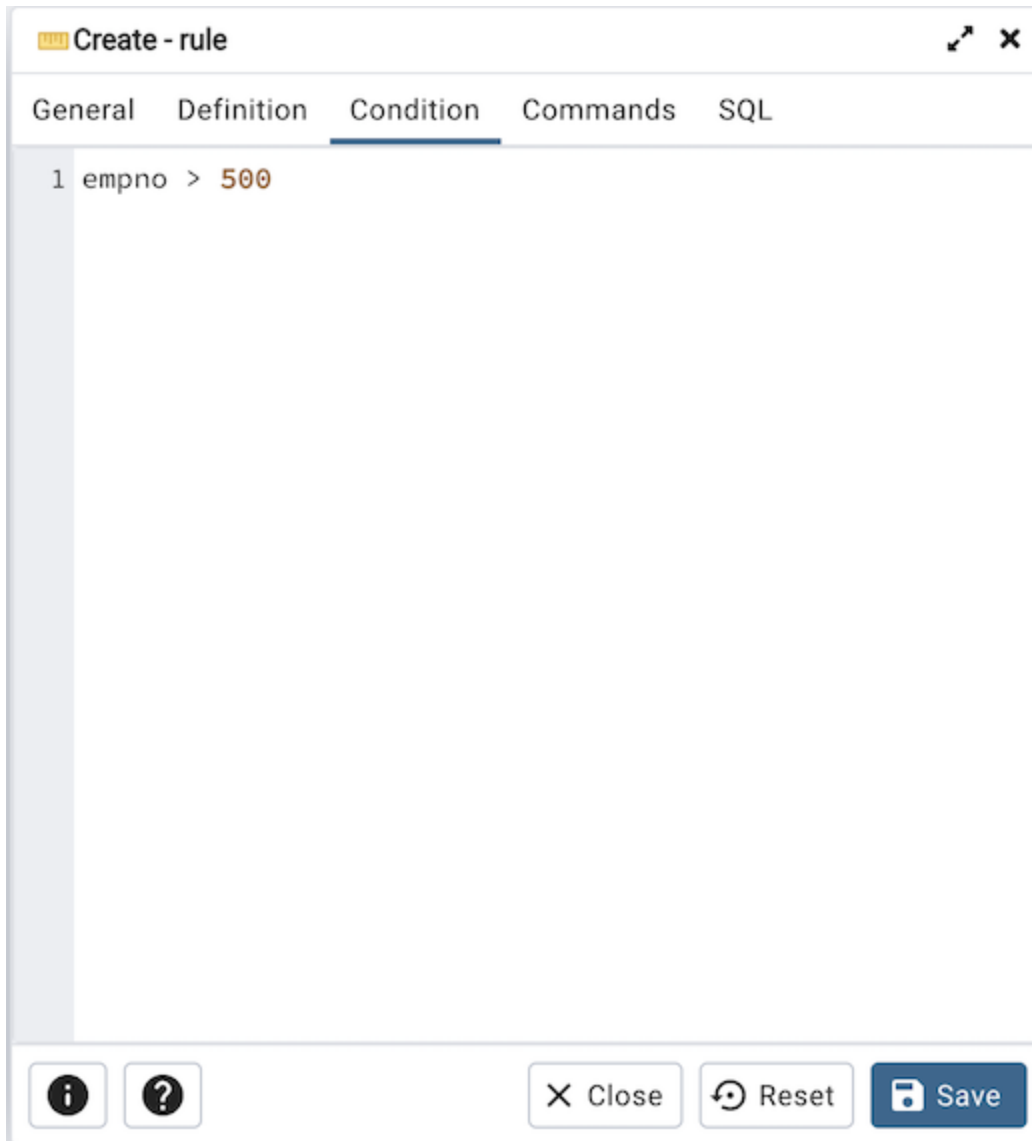 Create - rule
General Definition Condition Commands SQL
1 empno > 500
Close Reset Save